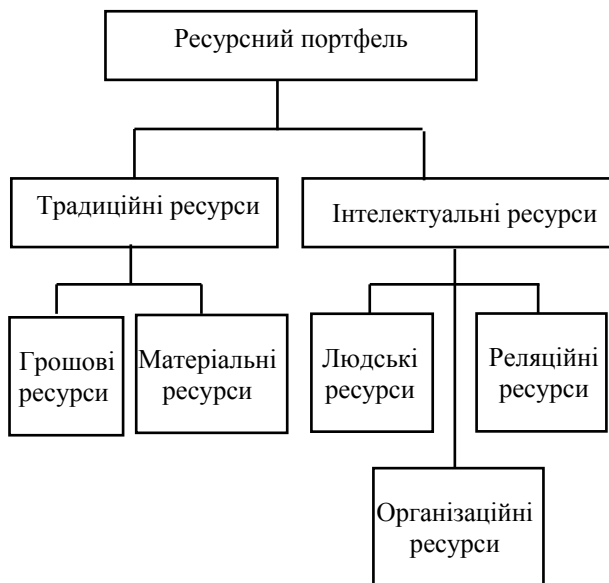 Ресурсний портфель
Традиційні ресурси
Інтелектуальні ресурси
Грошові
ресурси
Матеріальні
ресурси
Людські
ресурси
Реляційні
ресурси
Організаційні
ресурси